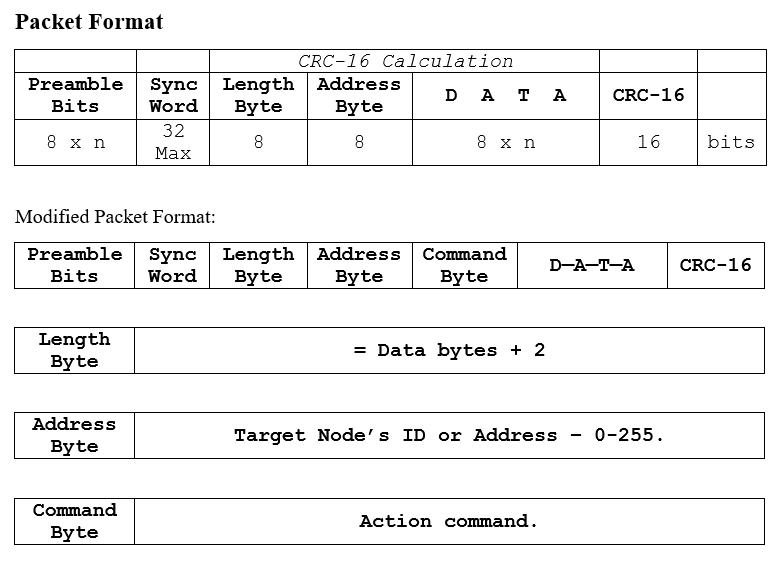 Packet Format
CRC-16 Calculation
Preamble Bits Sync Word Length Byte Address Byte D A T A CRC-16
8 x n 32 Max 8 8 8 x n 16 bits
Modified Packet Format:
Preamble Bits Sync Word Length Byte Address Byte Command Byte D—A—T—A CRC-16
Length Byte = Data bytes + 2
Address Byte Target Node’s ID or Address – 0-255.
Command Byte Action command.